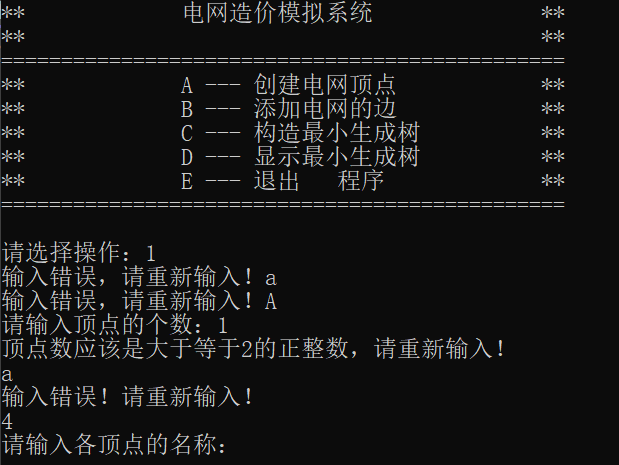 ** 电网造价模拟系统 **
** **
===============================================
** A --- 创建电网顶点 **
** B --- 添加电网的边 **
** C --- 构造最小生成树 **
** D --- 显示最小生成树 **
** E --- 退出 程序 **
===============================================
请选择操作：1
输入错误，请重新输入！a
输入错误，请重新输入！A
请输入顶点的个数：1
顶点数应该是大于等于2的正整数，请重新输入！
a
输入错误！请重新输入！
4
请输入各顶点的名称：